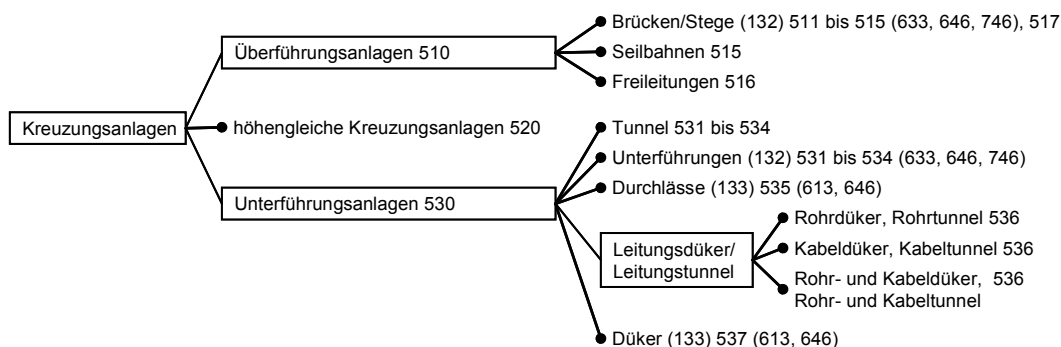 Brücken/Stege (132) 511 bis 515 (633, 646, 746), 517
Überführungsanlagen 510
Seilbahnen 515
Freileitungen 516
Kreuzungsanlagen
höhengleiche Kreuzungsanlagen 520
Tunnel 531 bis 534
Unterführungen (132) 531 bis 534 (633, 646, 746)
Unterführungsanlagen 530
Durchlässe (133) 535 (613, 646)
Leitungsdüker/
Leitungstunnel
Rohrdüker, Rohrtunnel 536
Kabeldüker, Kabeltunnel 536
Rohr- und Kabeldüker, 536
Rohr- und Kabeltunnel
Düker (133) 537 (613, 646)